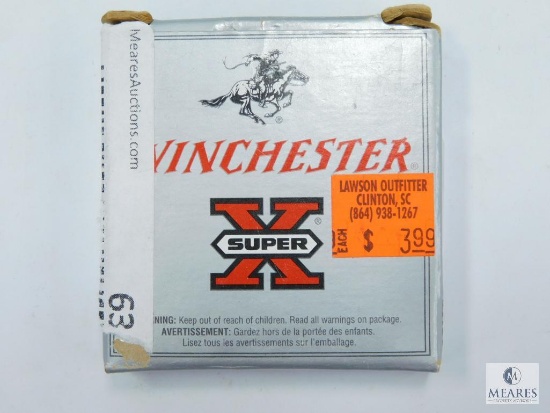 MearesAuctions.com
63
WINCHESTER
®
SUPER X
®
LAWSON OUTFITTER
CLINTON, SC
(864) 938-1267
EACH $ 3.99
NING: Keep out of reach of children. Read all warnings on package.
AVERTISSEMENT: Gardez hors de la portée des enfants.
Lisez tous les avertissements sur l'emballage.
M
MEARES